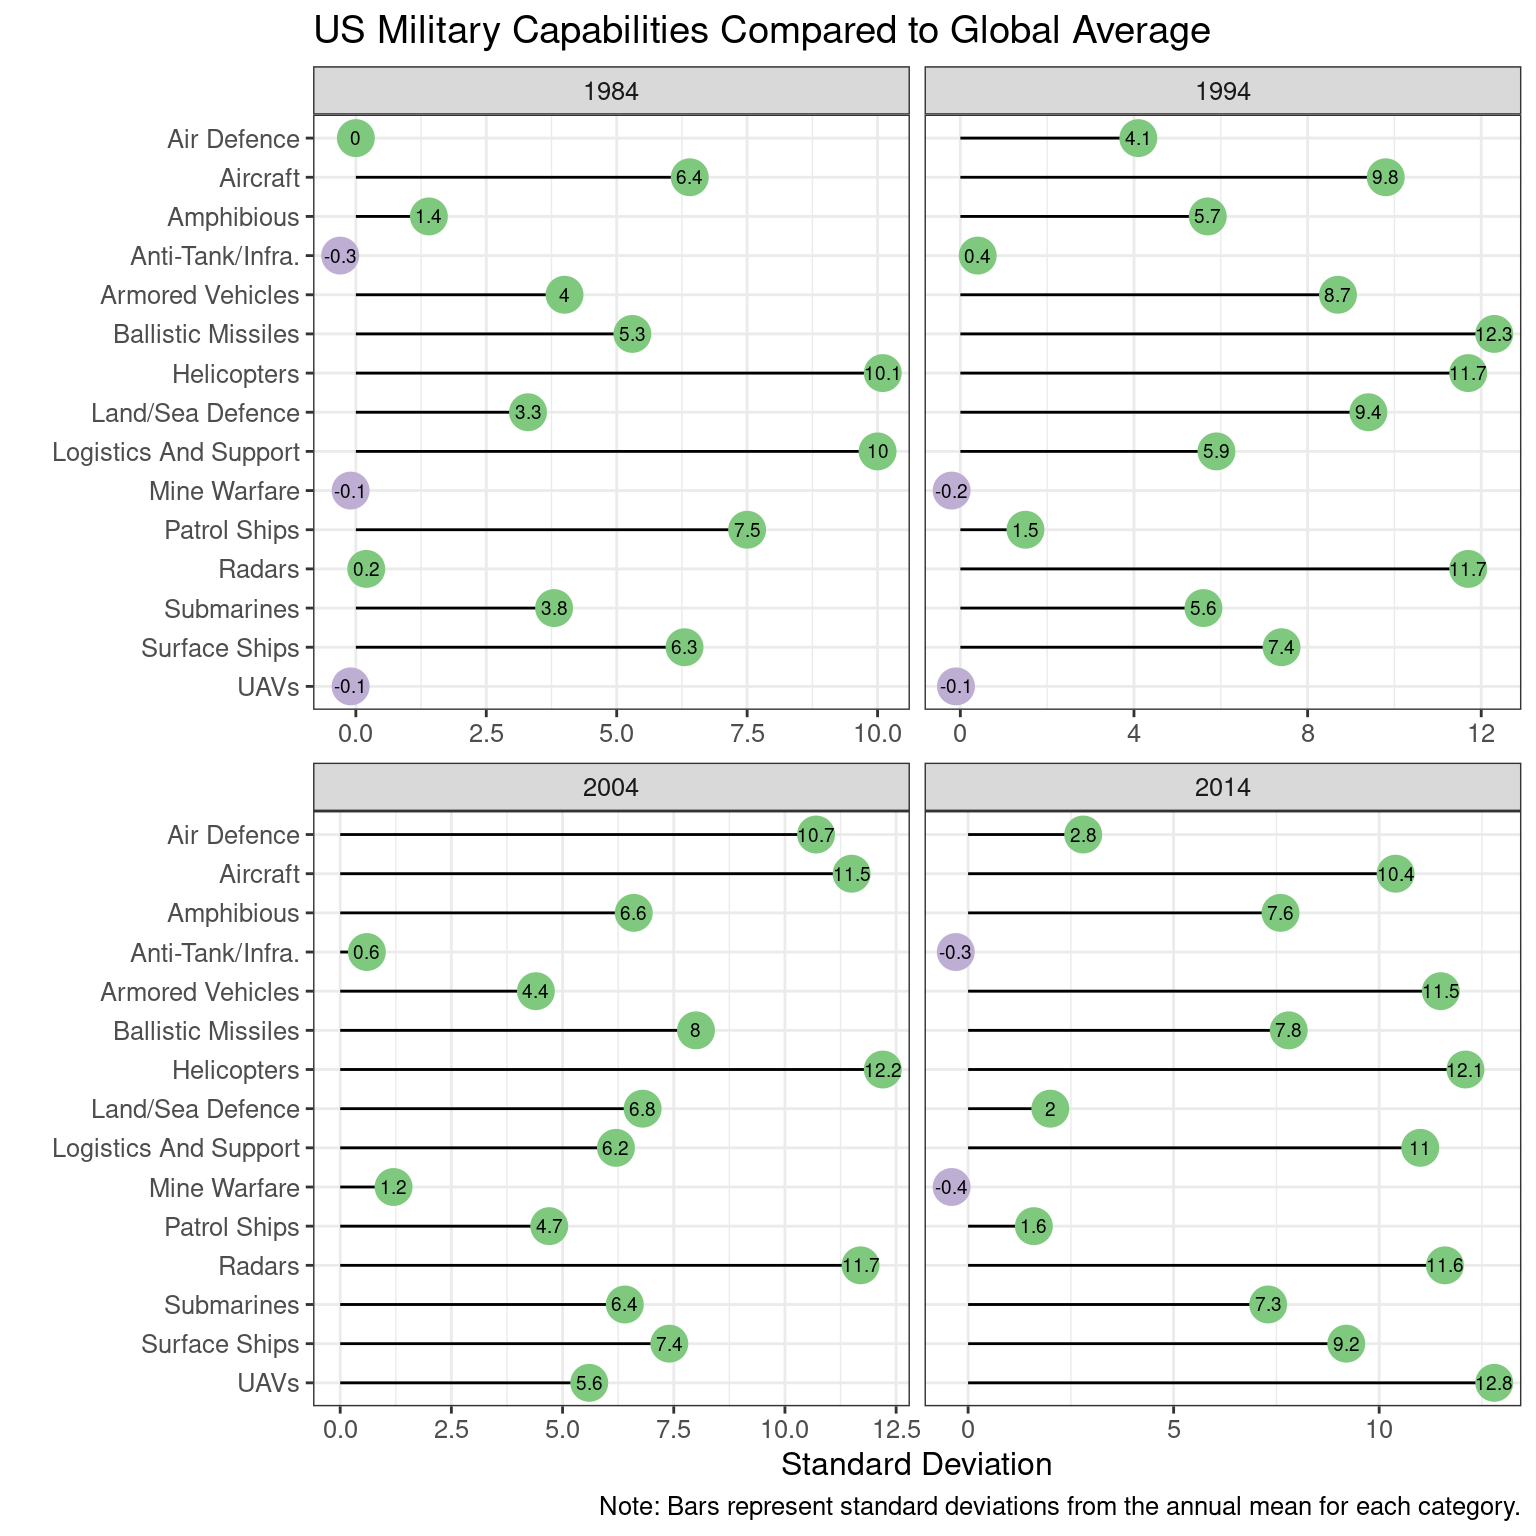 US Military Capabilities Compared to Global Average
1984
1994
Air Defence 0 4.1
Aircraft 6.4 9.8
Amphibious 1.4 5.7
Anti-Tank/Infra. -0.3 0.4
Armored Vehicles 4 8.7
Ballistic Missiles 5.3 12.3
Helicopters 10.1 11.7
Land/Sea Defence 3.3 9.4
Logistics And Support 10 5.9
Mine Warfare -0.1 -0.2
Patrol Ships 7.5 1.5
Radars 0.2 11.7
Submarines 3.8 5.6
Surface Ships 6.3 7.4
UAVs -0.1 -0.1
0.0 2.5 5.0 7.5 10.0 0 4 8 12
2004
2014
Air Defence 10.7 2.8
Aircraft 11.5 10.4
Amphibious 6.6 7.6
Anti-Tank/Infra. 0.6 -0.3
Armored Vehicles 4.4 11.5
Ballistic Missiles 8 7.8
Helicopters 12.2 12.1
Land/Sea Defence 6.8 2
Logistics And Support 6.2 11
Mine Warfare 1.2 -0.4
Patrol Ships 4.7 1.6
Radars 11.7 11.6
Submarines 6.4 7.3
Surface Ships 7.4 9.2
UAVs 5.6 12.8
0.0 2.5 5.0 7.5 10.0 12.5 0 5 10
Standard Deviation
Note: Bars represent standard deviations from the annual mean for each category.